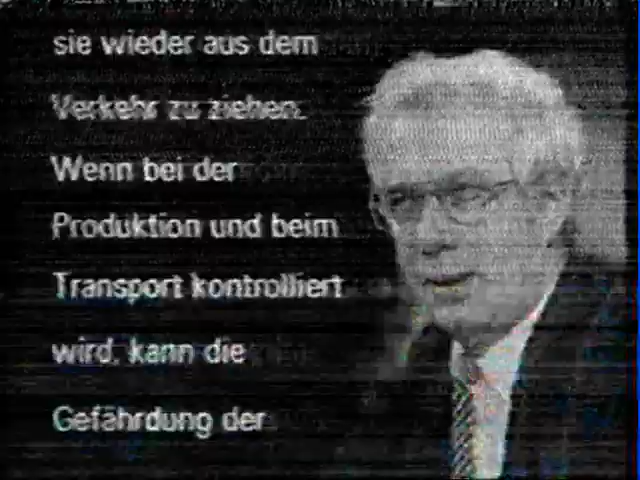 sie wieder aus dem
Verkehr zu ziehen.
Wenn bei der
Produktion und beim
Transport kontrolliert
wird, kann die
Gefährdung der